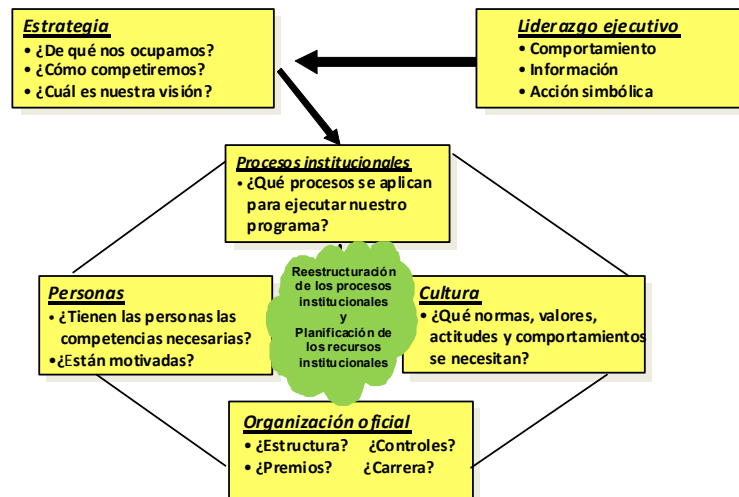 Estrategia
• ¿De qué nos ocupamos?
• ¿Cómo competiremos?
• ¿Cuál es nuestra visión?
Liderazgo ejecutivo
• Comportamiento
• Información
• Acción simbólica
Procesos institucionales
• ¿Qué procesos se aplican
para ejecutar nuestro
programa?
Reestructuración
de los procesos
institucionales
y
Planificación de
los recursos
institucionales
Personas
• ¿Tienen las personas las
competencias necesarias?
• ¿Están motivadas?
Cultura
• ¿Qué normas, valores,
actitudes y comportamientos
se necesitan?
Organización oficial
• ¿Estructura? ¿Controles?
• ¿Premios? ¿Carrera?